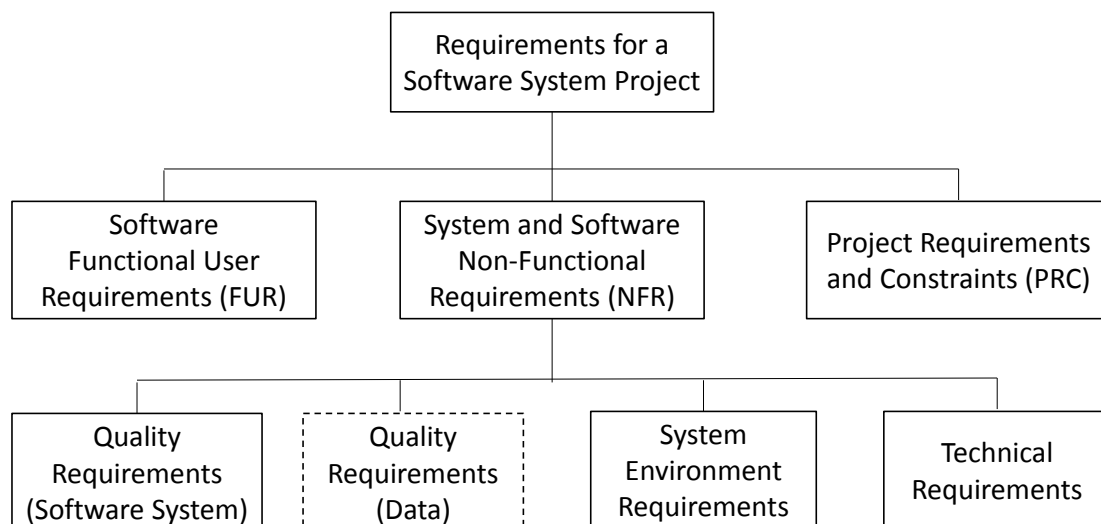 Requirements for a
Software System Project
Software
Functional User
Requirements (FUR)
System and Software
Non-Functional
Requirements (NFR)
Project Requirements
and Constraints (PRC)
Quality
Requirements
(Software System)
Quality
Requirements
(Data)
System
Environment
Requirements
Technical
Requirements